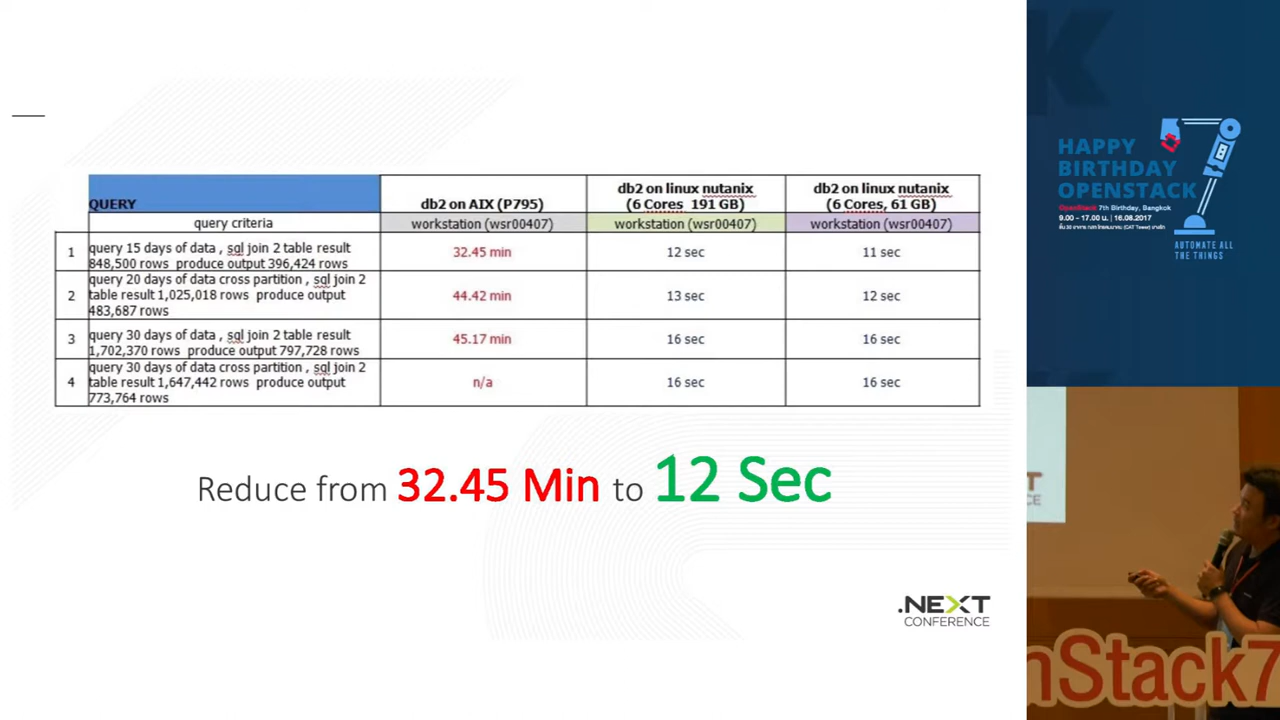 QUERY
db2 on AIX (P795)
db2 on linux nutanix
(6 Cores 191 GB)
db2 on linux nutanix
(6 Cores, 61 GB)
query criteria
workstation (wsr00407)
workstation (wsr00407)
workstation (wsr00407)
1
query 15 days of data , sql join 2 table result
848,500 rows produce output 396,424 rows
32.45 min
12 sec
11 sec
2
query 20 days of data cross partition , sql join 2
table result 1,025,018 rows produce output
483,687 rows
44.42 min
13 sec
12 sec
3
query 30 days of data , sql join 2 table result
1,702,370 rows produce output 797,728 rows
45.17 min
16 sec
16 sec
4
query 30 days of data cross partition , sql join 2
table result 1,647,442 rows produce output
773,764 rows
n/a
16 sec
16 sec
Reduce from 32.45 Min to 12 Sec
.NEXT
CONFERENCE
HAPPY
BIRTHDAY
OPENSTACK
OpenStack 7th Birthday, Bangkok
9.00 - 17.00 น. | 16.08.2017
(CAT Tower)
AUTOMATE ALL
THE THINGS
nStack7